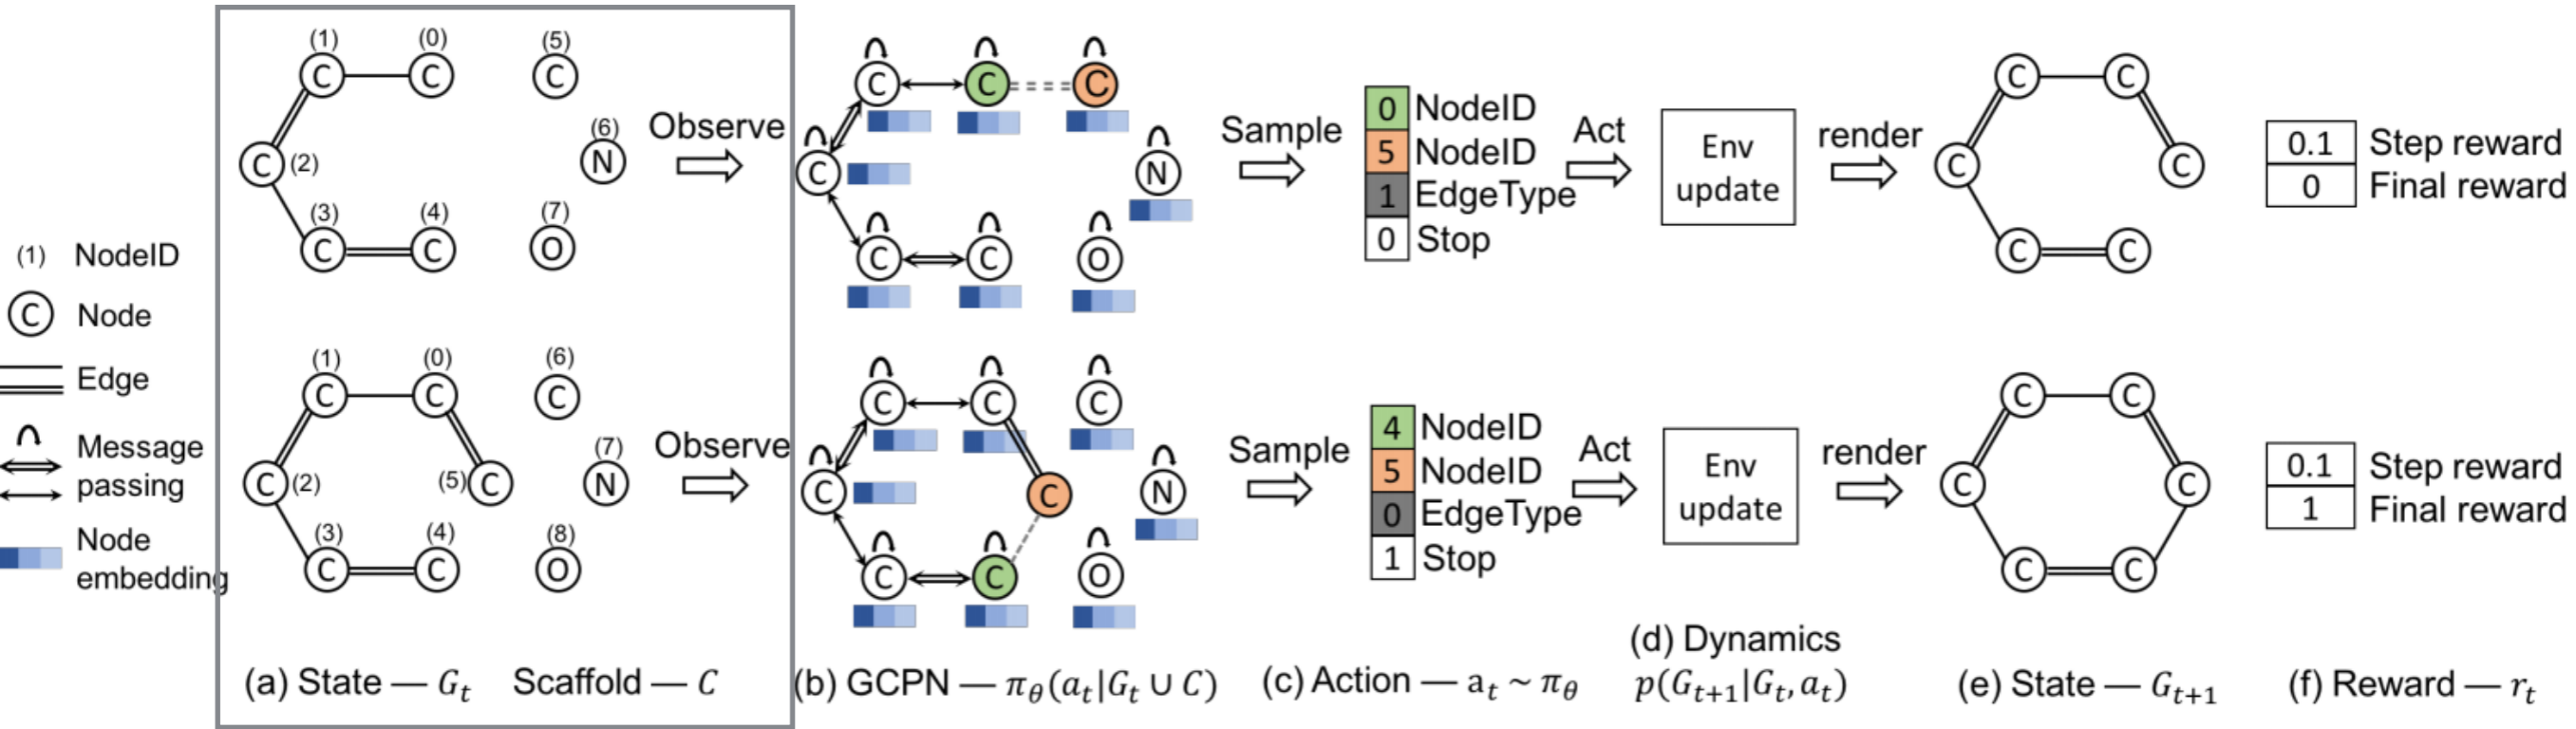 (1) NodeID
C Node
Edge
Message
passing
Node
embedding
(1) (0) (5)
C C C
(6)
C (2) N
(3) (4) (7)
C C O
Observe
C C C
C N
C C O
Sample
0 NodeID
5 NodeID
1 EdgeType
0 Stop
Act
Env
update
render
C C
C C
C C
0.1 Step reward
0 Final reward
(1) (0) (6)
C C C
(7)
C (2) (5) C N
(3) (4) (8)
C C O
Observe
C C C
C C N
C C O
Sample
4 NodeID
5 NodeID
0 EdgeType
1 Stop
Act
Env
update
render
C C
C C
C C
0.1 Step reward
1 Final reward
(a) State — G_t Scaffold — C
(b) GCPN — π_θ(a_t|G_t ∪ C)
(c) Action — a_t ~ π_θ
(d) Dynamics
p(G_{t+1}|G_t, a_t)
(e) State — G_{t+1}
(f) Reward — r_t